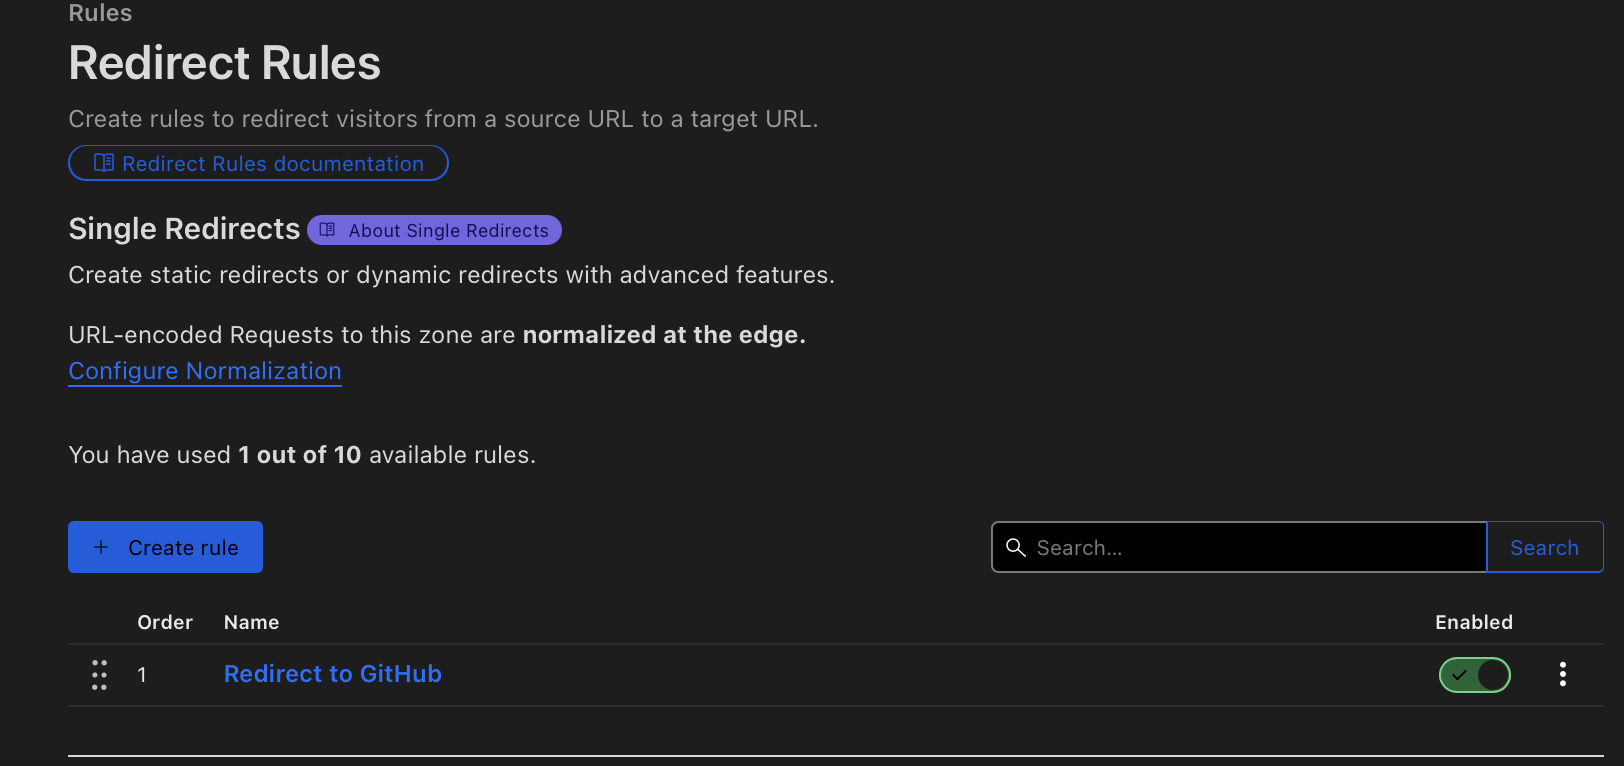 Rules
Redirect Rules
Create rules to redirect visitors from a source URL to a target URL.
Redirect Rules documentation
Single Redirects About Single Redirects
Create static redirects or dynamic redirects with advanced features.
URL-encoded Requests to this zone are normalized at the edge.
Configure Normalization
You have used 1 out of 10 available rules.
+ Create rule Search... Search
Order Name Enabled
1 Redirect to GitHub